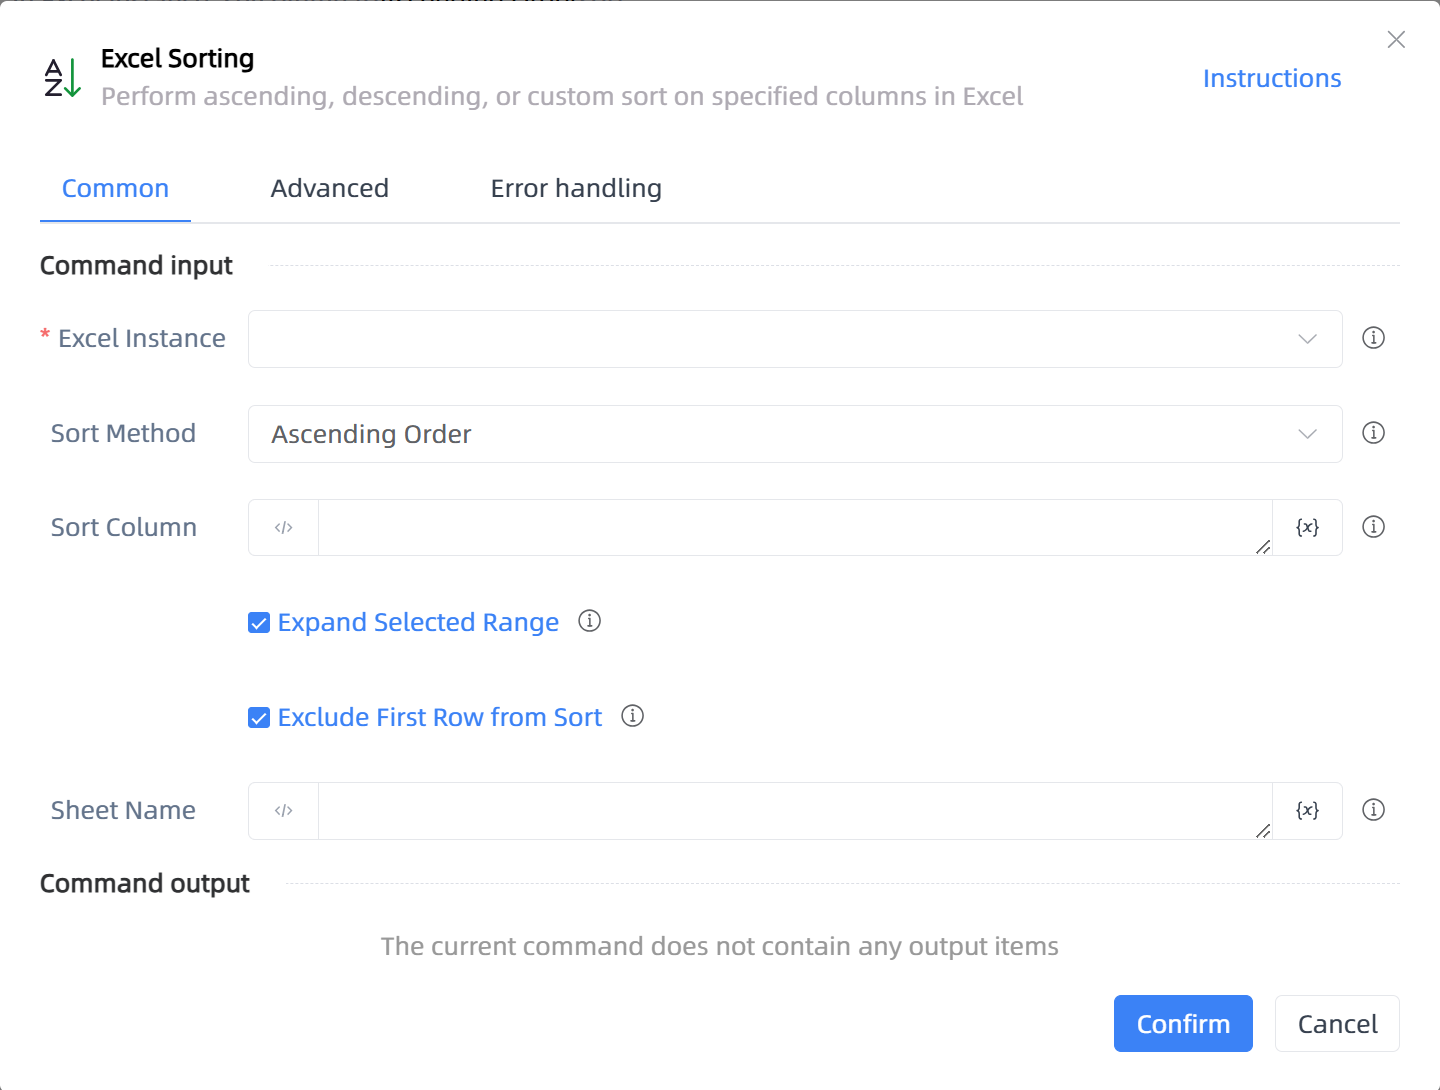 Excel Sorting
Perform ascending, descending, or custom sort on specified columns in Excel
Instructions
Common
Advanced
Error handling
Command input
* Excel Instance
Sort Method
Ascending Order
Sort Column
</>
{x}
Expand Selected Range
Exclude First Row from Sort
Sheet Name
</>
{x}
Command output
The current command does not contain any output items
Confirm
Cancel